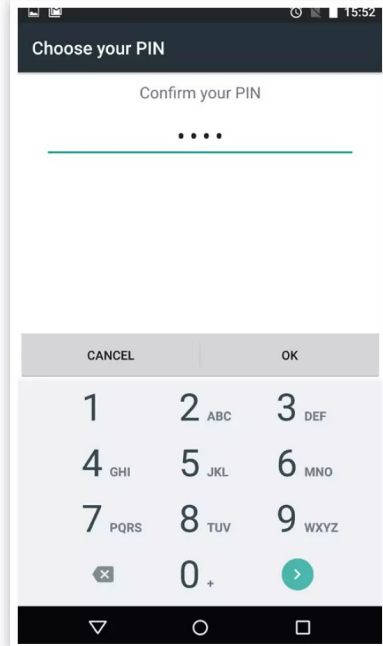 15:52
Choose your PIN
Confirm your PIN
••••
CANCEL OK
1 2 ABC 3 DEF
4 GHI 5 JKL 6 MNO
7 PQRS 8 TUV 9 WXYZ
0 +